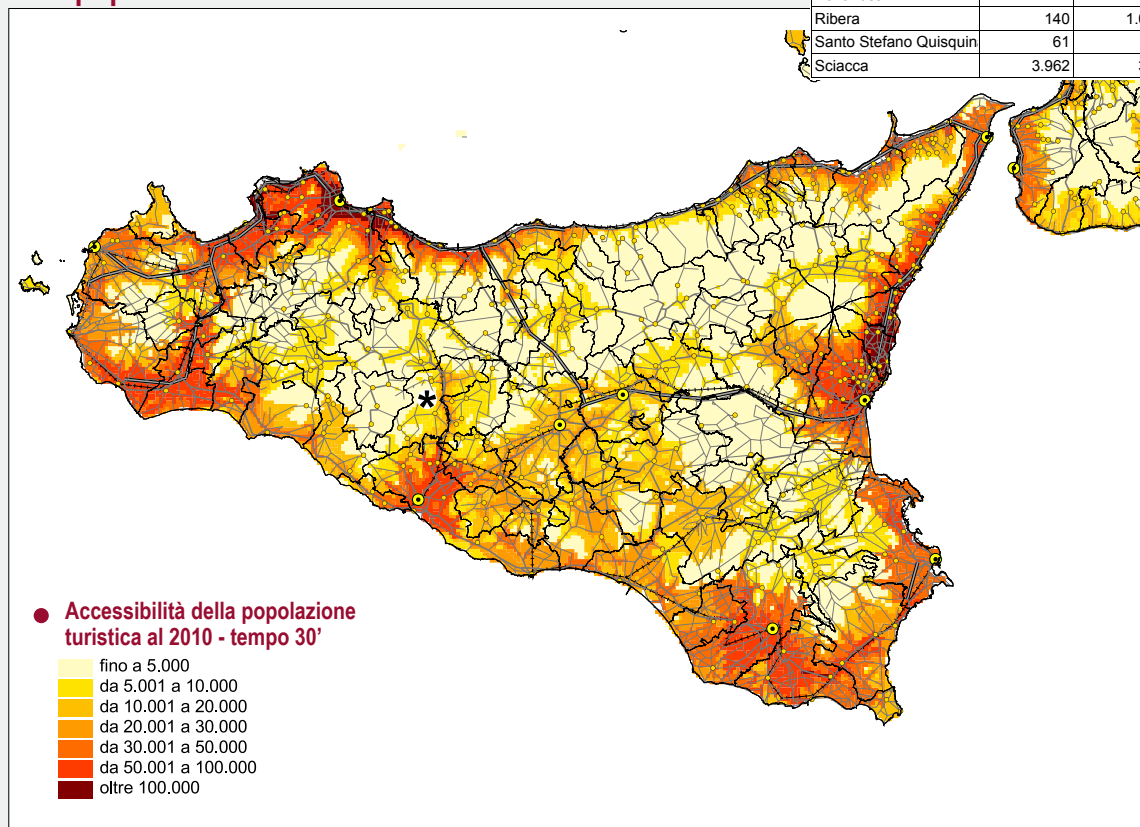 Ribera 140
Santo Stefano Quisquin 61
Sciacca 3.962
*
Accessibilità della popolazione
turistica al 2010 - tempo 30’
fino a 5.000
da 5.001 a 10.000
da 10.001 a 20.000
da 20.001 a 30.000
da 30.001 a 50.000
da 50.001 a 100.000
oltre 100.000